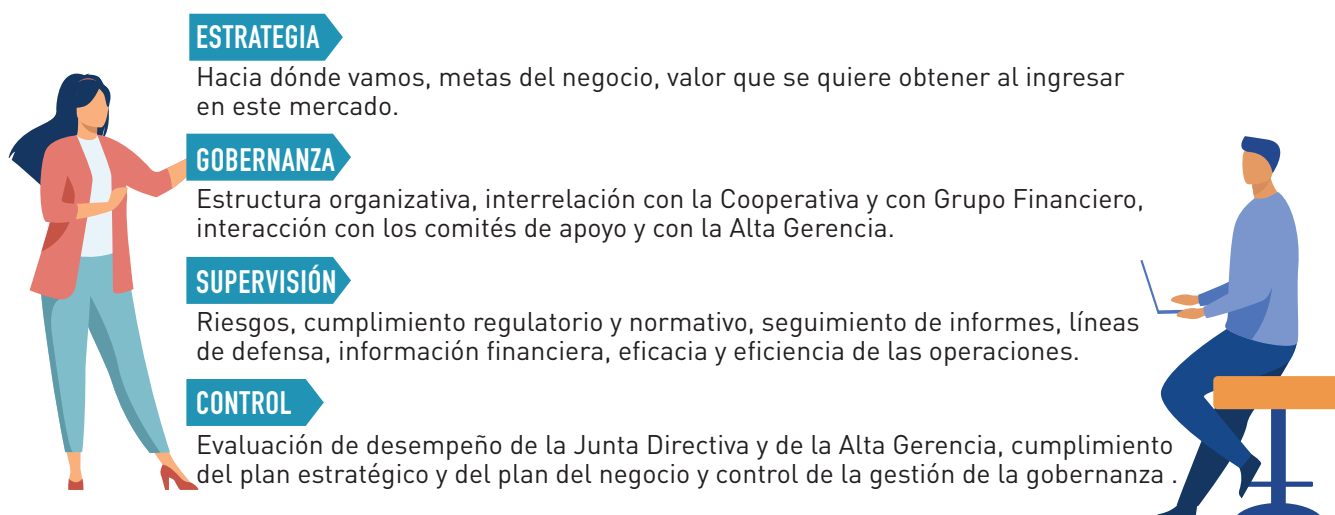 ESTRATEGIA
Hacia dónde vamos, metas del negocio, valor que se quiere obtener al ingresar
en este mercado.
GOBERNANZA
Estructura organizativa, interrelación con la Cooperativa y con Grupo Financiero,
interacción con los comités de apoyo y con la Alta Gerencia.
SUPERVISIÓN
Riesgos, cumplimiento regulatorio y normativo, seguimiento de informes, líneas
de defensa, información financiera, eficacia y eficiencia de las operaciones.
CONTROL
Evaluación de desempeño de la Junta Directiva y de la Alta Gerencia, cumplimiento
del plan estratégico y del plan del negocio y control de la gestión de la gobernanza .